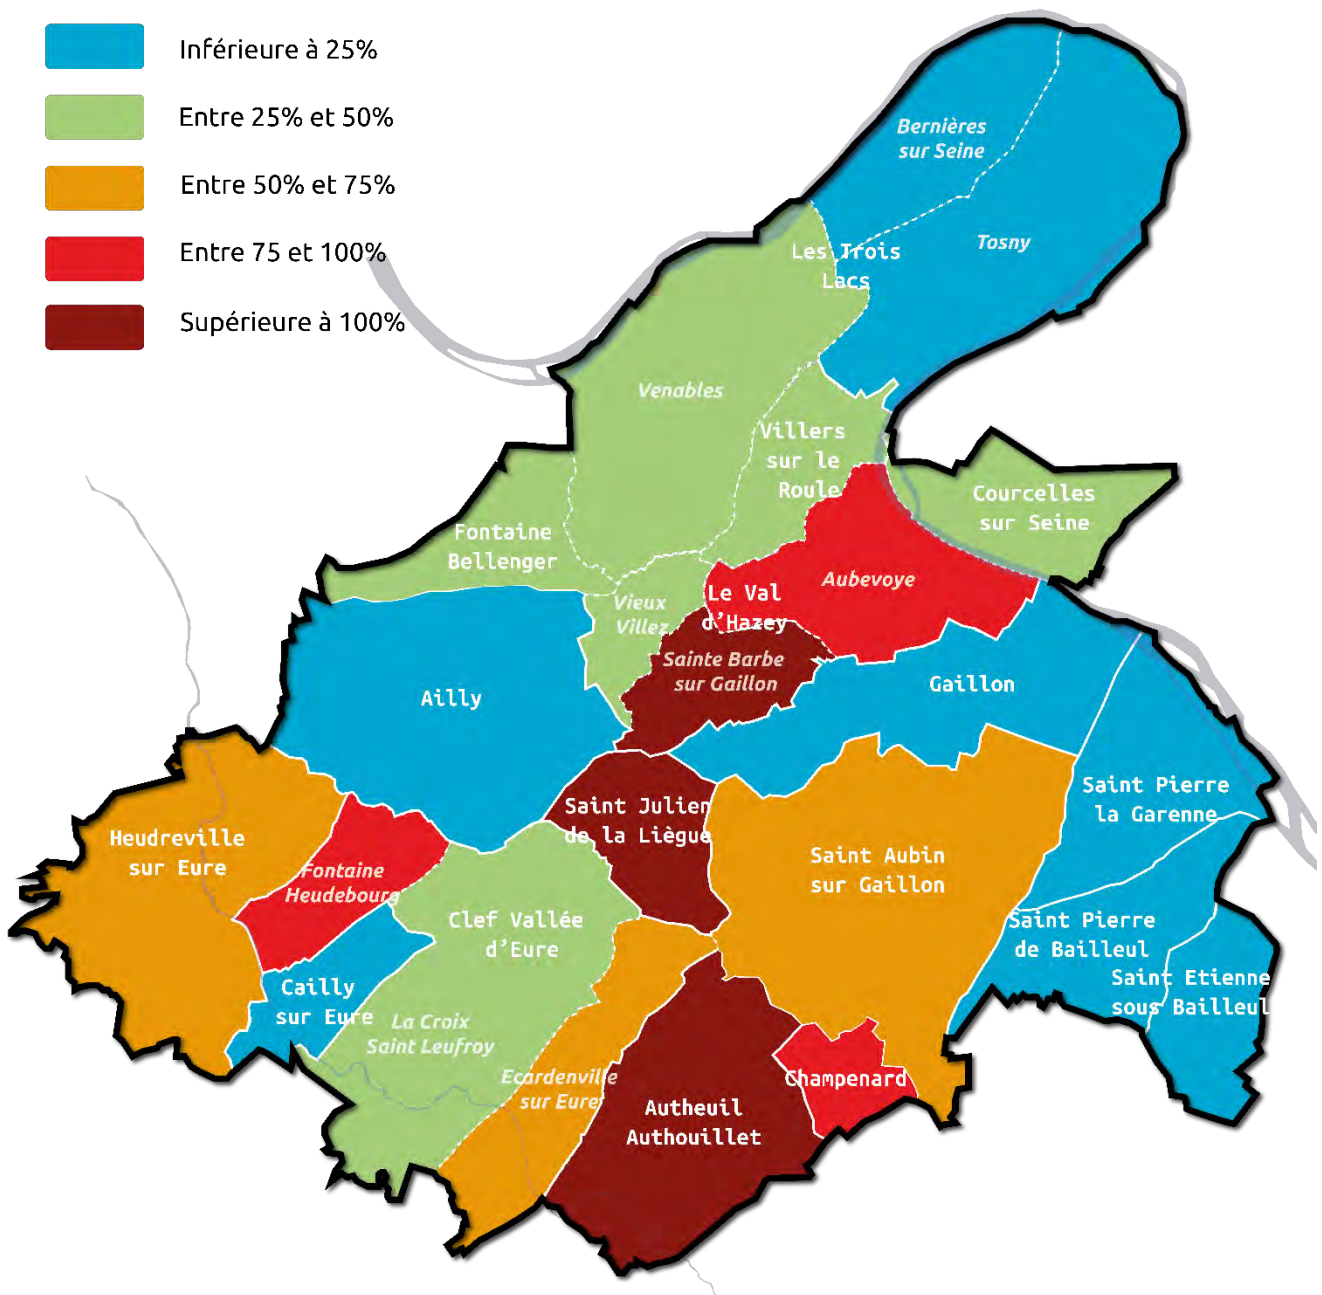 Inférieure à 25%
Entre 25% et 50%
Entre 50% et 75%
Entre 75 et 100%
Supérieure à 100%
Bernières
sur Seine
Tosny
Les Trois
Lacs
Venables
Villers
sur le
Roule
Courcelles
sur Seine
Fontaine
Bellenger
Aubevoye
Le Val
d'Hazey
Vieux
Villez
Sainte Barbe
sur Gaillon
Gaillon
Ailly
Saint Pierre
la Garenne
Saint Julien
de la Liègue
Heudreville
sur Eure
Saint Aubin
sur Gaillon
Fontaine
Heudebourg
Clef Vallée
d'Eure
Saint Pierre
de Bailleul
Saint Etienne
sous Bailleul
Cailly
sur Eure
La Croix
Saint Leufroy
Ecardenville
sur Eure
Champenard
Autheuil
Authouillet